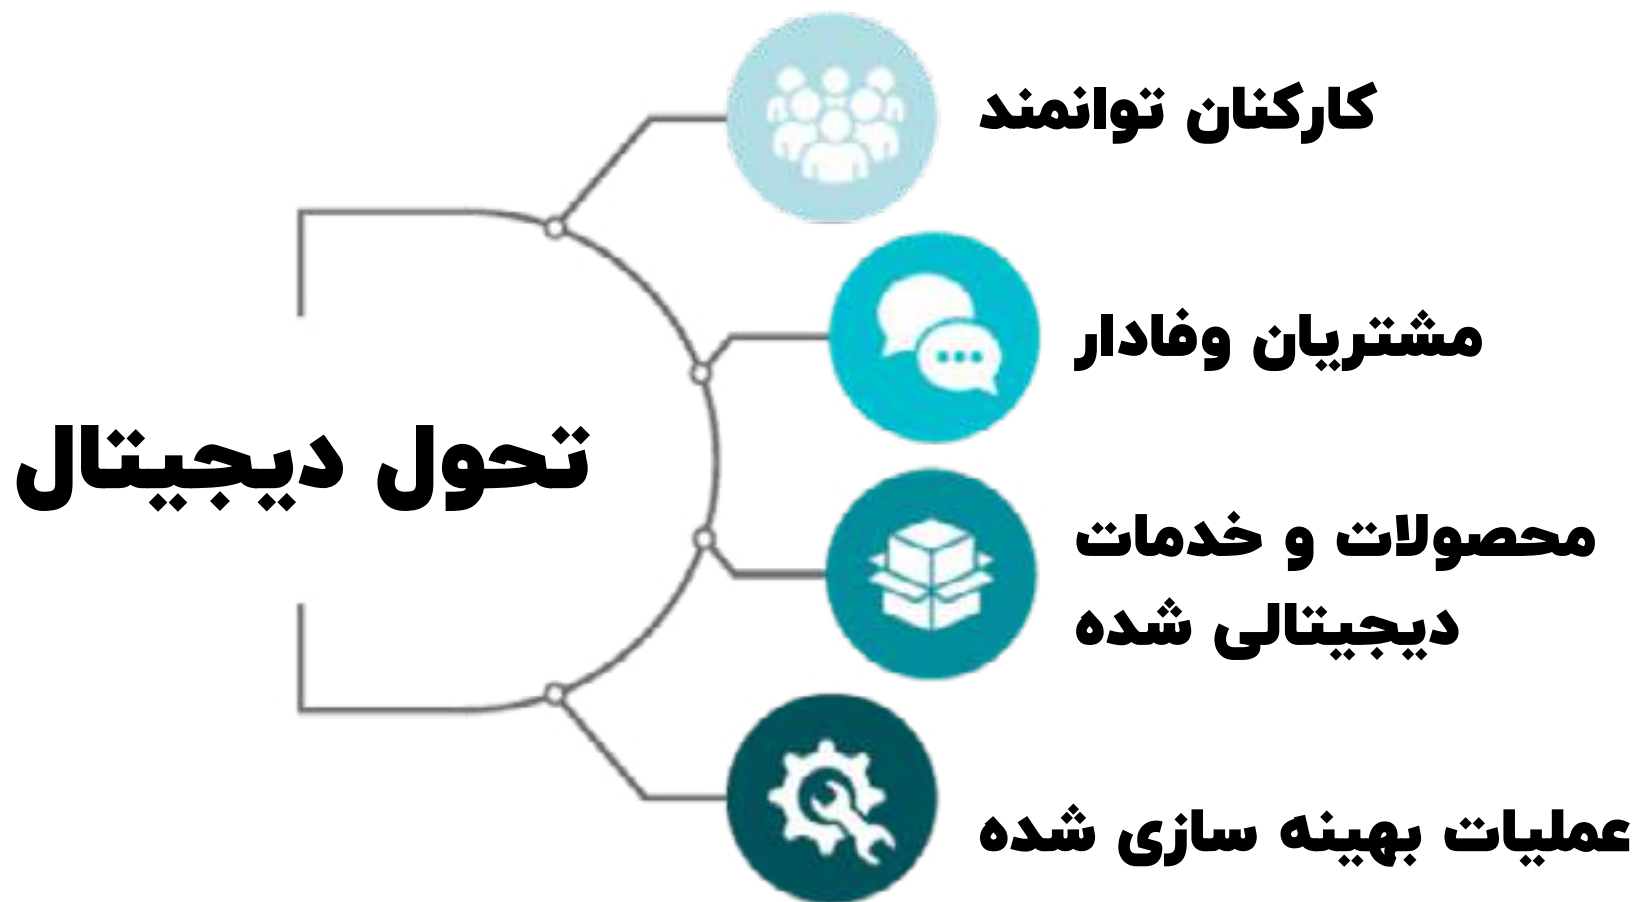 کارکنان توانمند
مشتریان وفادار
تحول دیجیتال
محصولات و خدمات
دیجیتالی شده
عملیات بهینه سازی شده